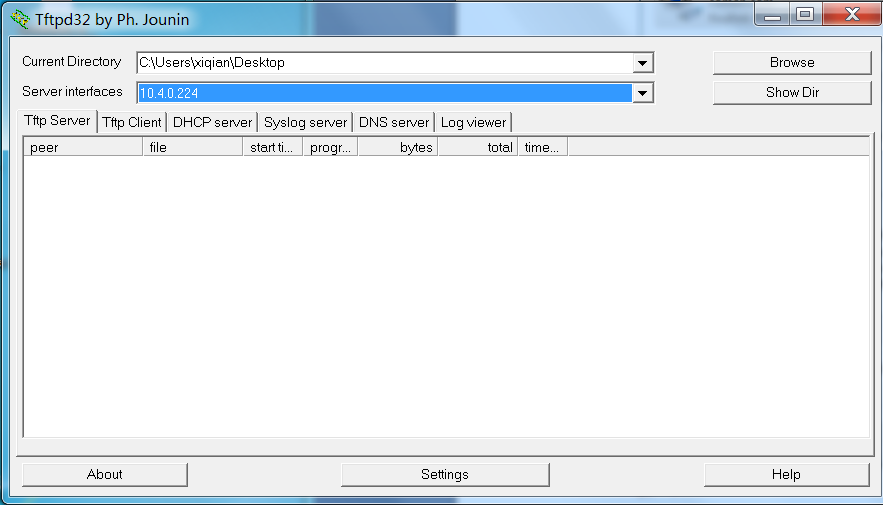 Tftpd32 by Ph. Jounin
Current Directory C:\Users\xiqian\Desktop Browse
Server interfaces 10.4.0.224 Show Dir
Tftp Server Tftp Client DHCP server Syslog server DNS server Log viewer
peer file start ti... progr... bytes total time...
About Settings Help